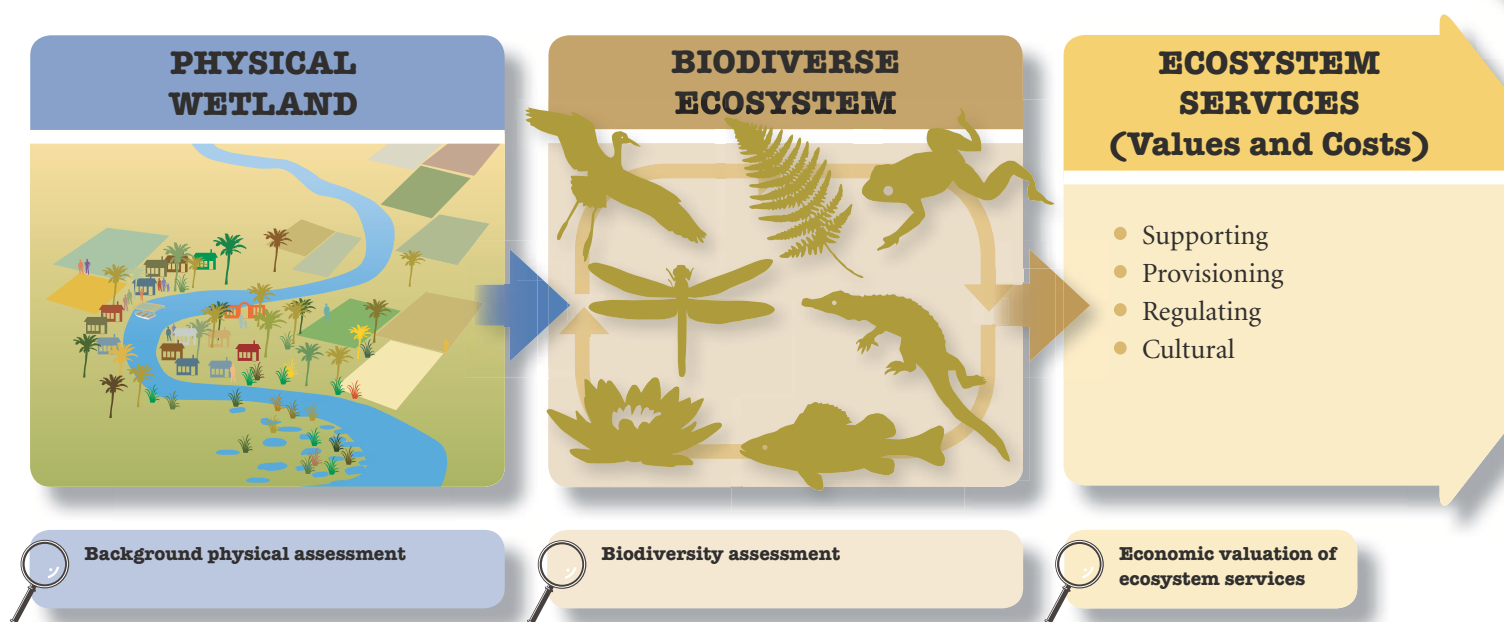 PHYSICAL
WETLAND
BIODIVERSE
ECOSYSTEM
ECOSYSTEM
SERVICES
(Values and Costs)
Supporting
Provisioning
Regulating
Cultural
Background physical assessment
Biodiversity assessment
Economic valuation of
ecosystem services